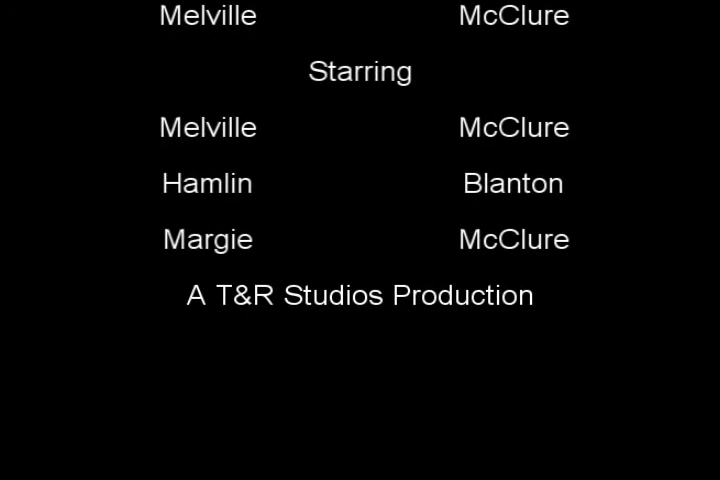 Melville McClure
Starring
Melville McClure
Hamlin Blanton
Margie McClure
A T&R Studios Production